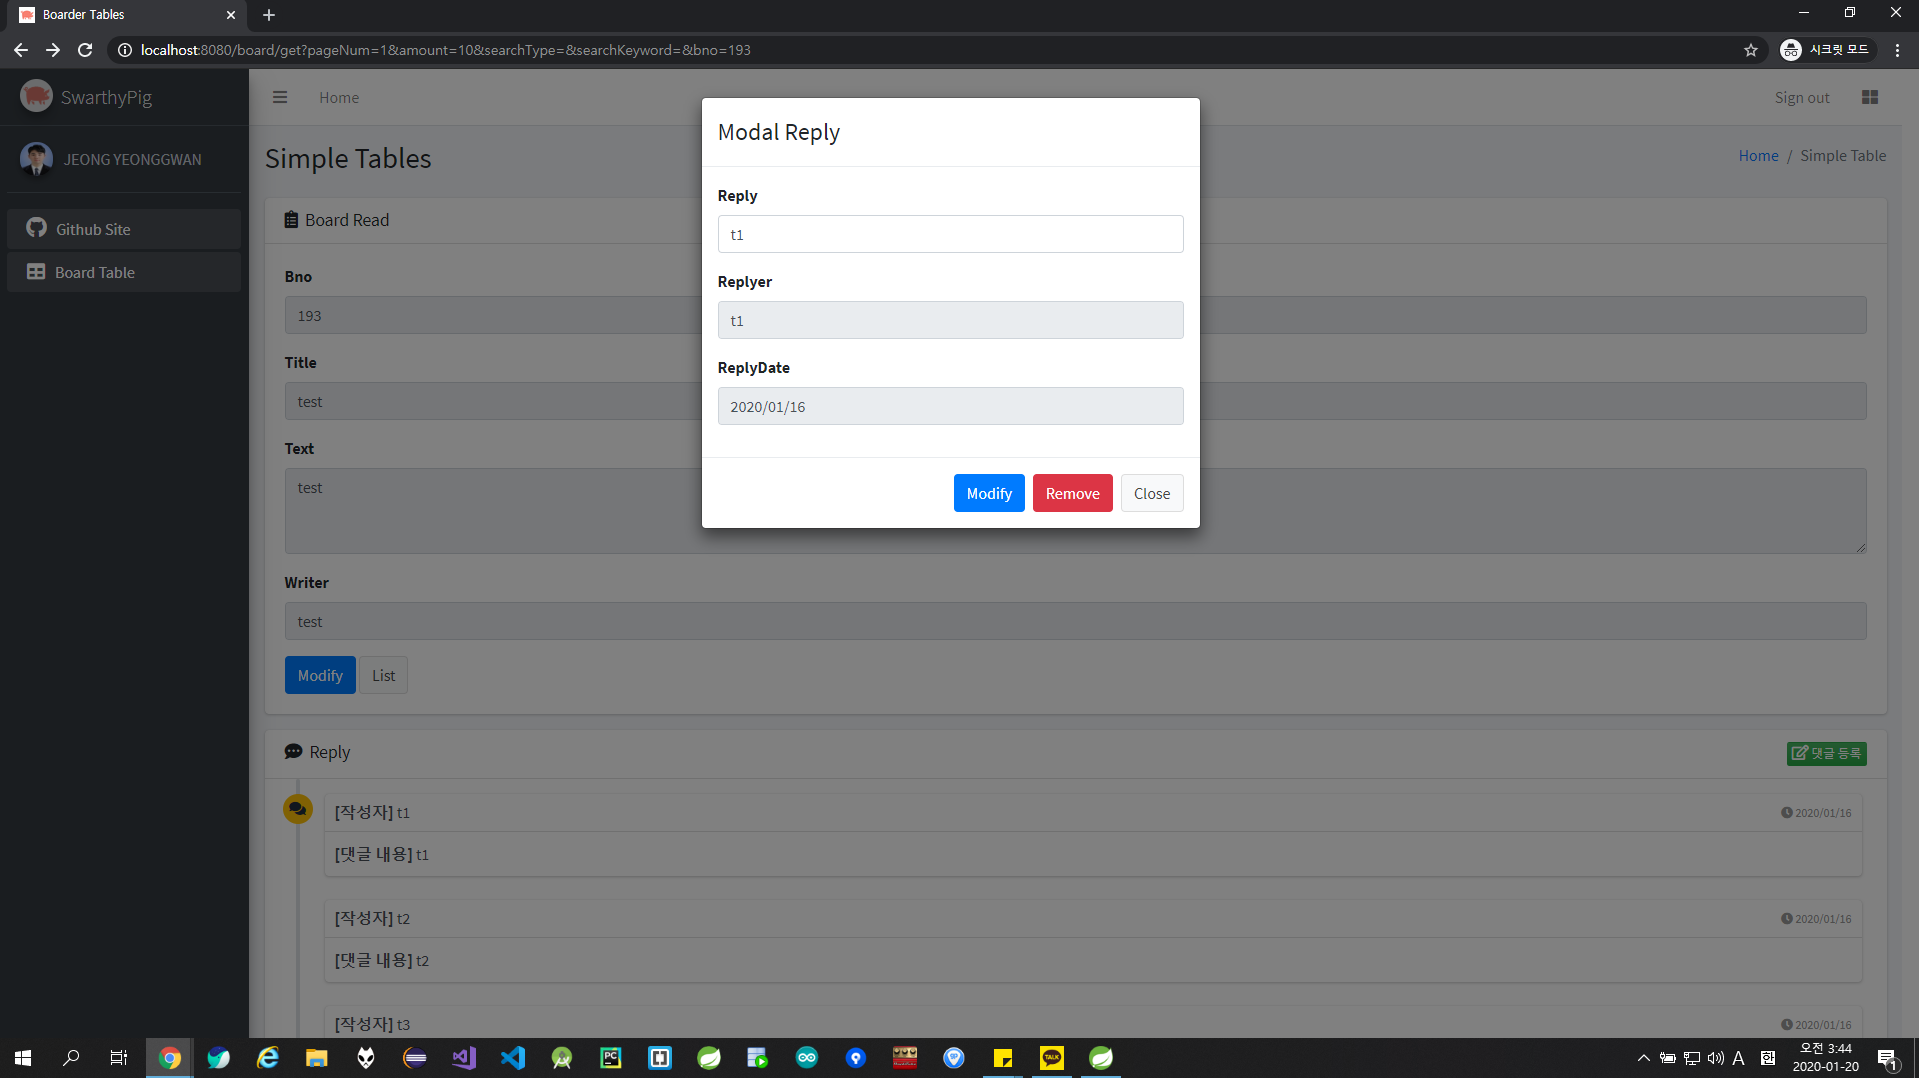 Boarder Tables
localhost:8080/board/get?pageNum=1&amount=10&searchType=&searchKeyword=&bno=193
시크릿 모드
SwarthyPig
Home
Sign out
JEONG YEONGGWAN
Github Site
Board Table
Simple Tables
Home / Simple Table
Board Read
Bno
193
Title
test
Text
test
Writer
test
Modify
List
Modal Reply
Reply
t1
Replyer
t1
ReplyDate
2020/01/16
Modify
Remove
Close
Reply
댓글 등록
[작성자] t1
2020/01/16
[댓글 내용] t1
[작성자] t2
2020/01/16
[댓글 내용] t2
[작성자] t3
2020/01/16
PC
TALK
A
한
오전 3:44
2020-01-20
1